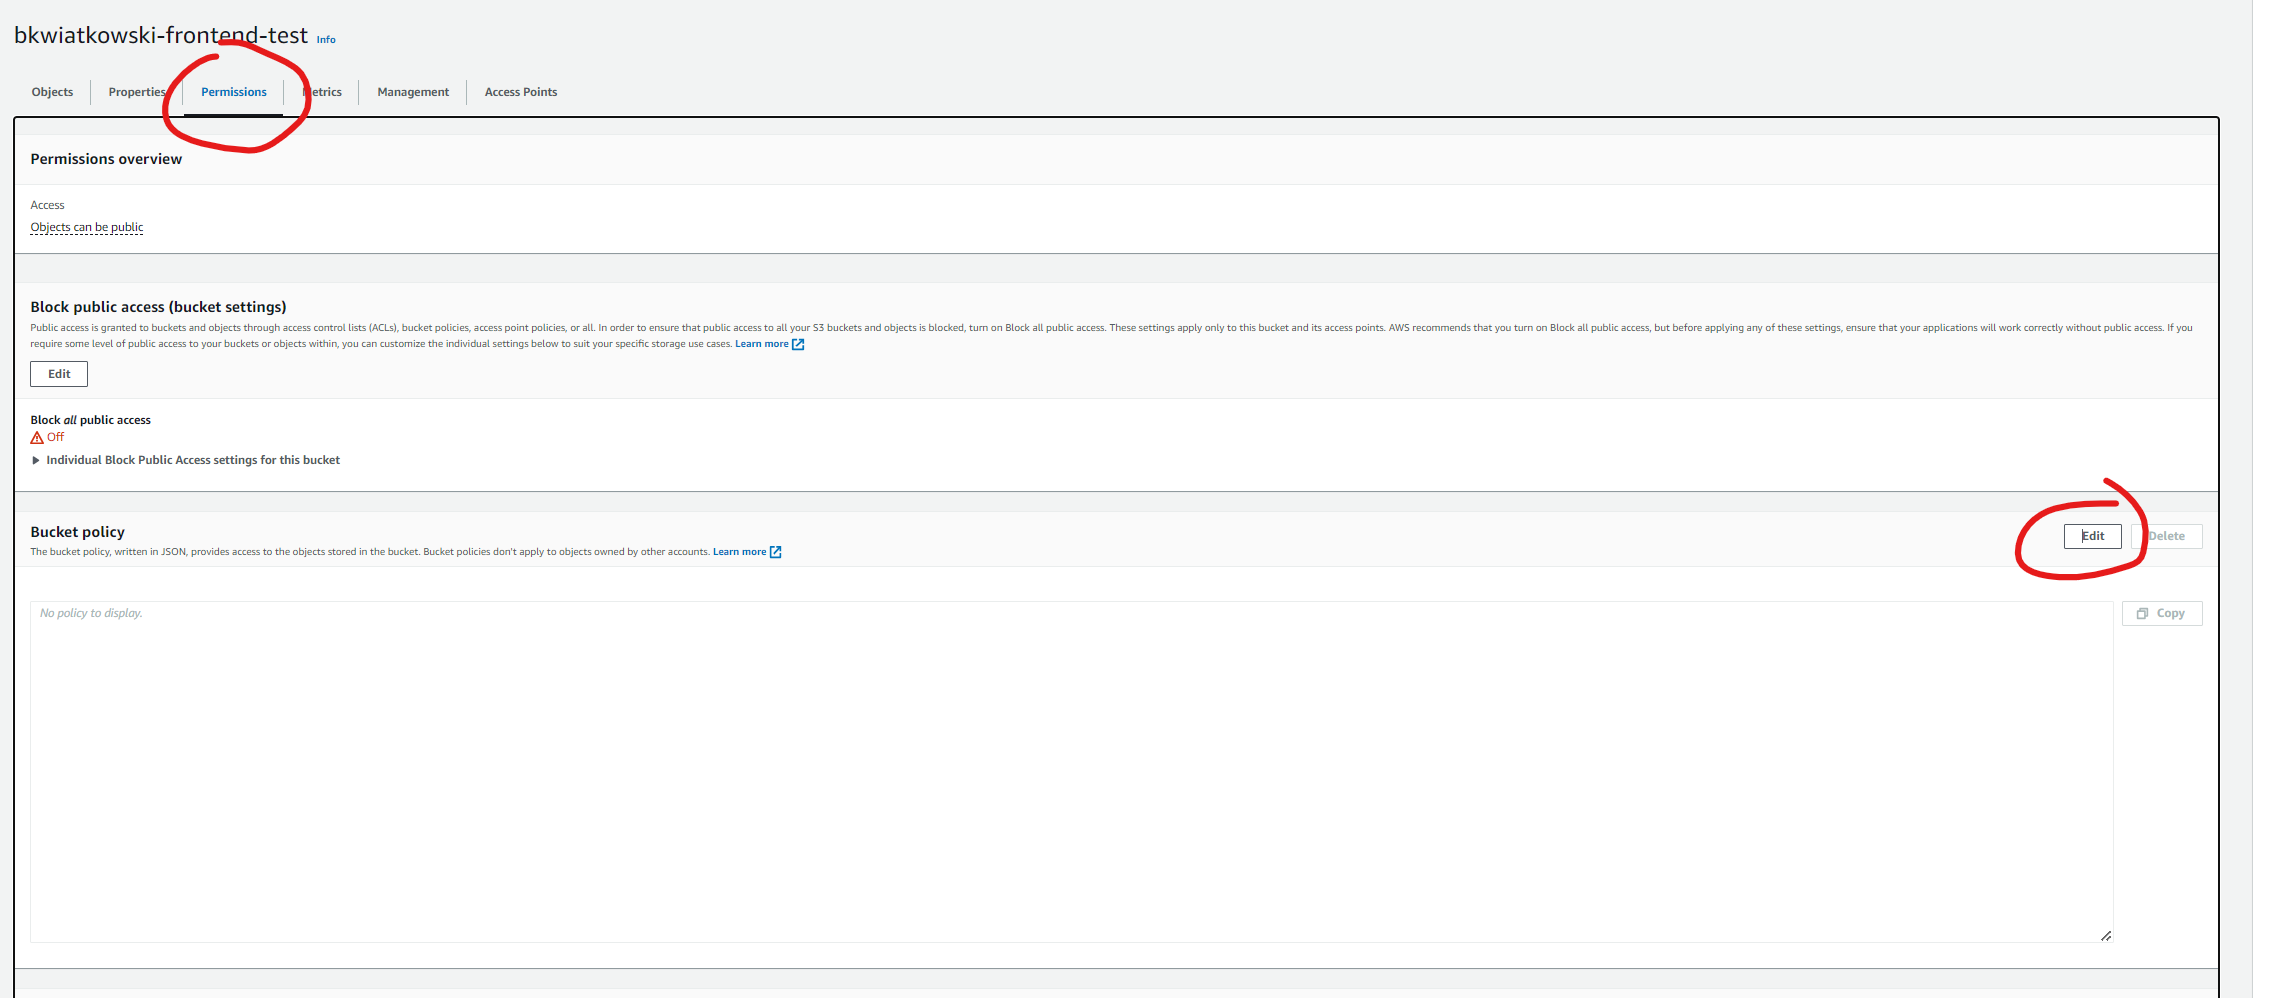 bkwiatkowski-frontend-test Info
Objects Properties Permissions Metrics Management Access Points
Permissions overview
Access
Objects can be public
Block public access (bucket settings)
Public access is granted to buckets and objects through access control lists (ACLs), bucket policies, access point policies, or all. In order to ensure that public access to all your S3 buckets and objects is blocked, turn on Block all public access. These settings apply only to this bucket and its access points. AWS recommends that you turn on Block all public access, but before applying any of these settings, ensure that your applications will work correctly without public access. If you
require some level of public access to your buckets or objects within, you can customize the individual settings below to suit your specific storage use cases. Learn more
Edit
Block all public access
Off
Individual Block Public Access settings for this bucket
Bucket policy
Edit Delete
The bucket policy, written in JSON, provides access to the objects stored in the bucket. Bucket policies don't apply to objects owned by other accounts. Learn more
No policy to display.
Copy